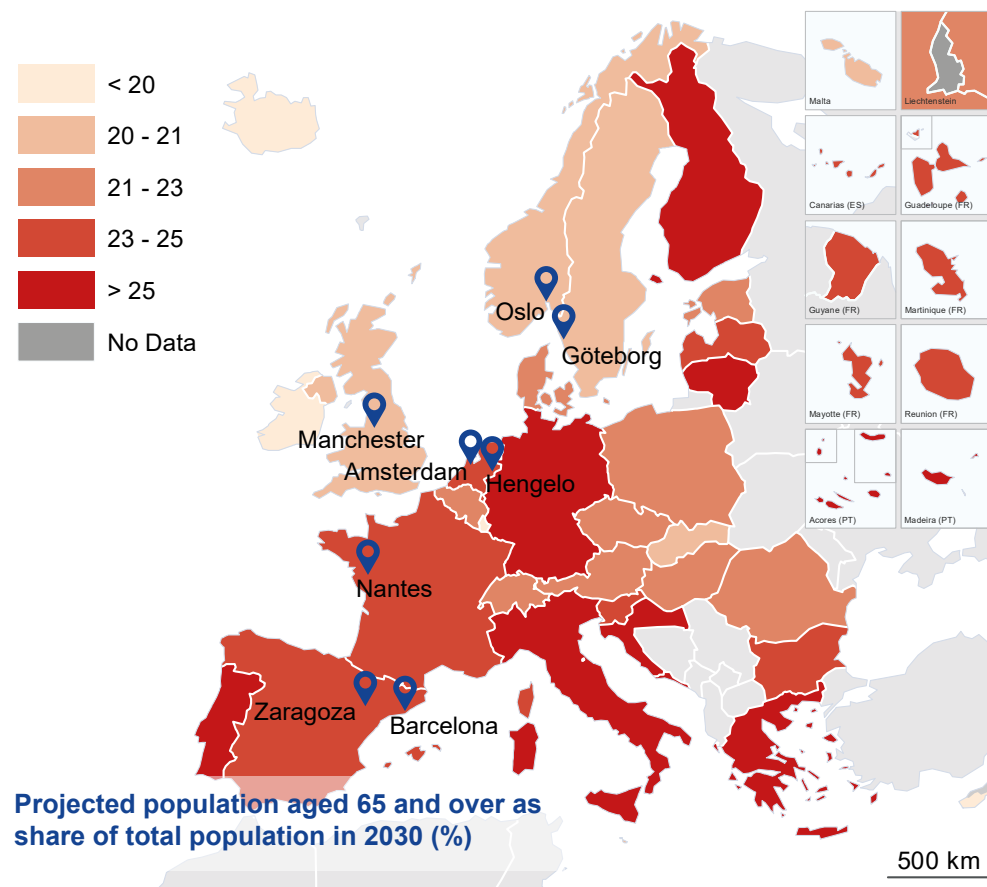 < 20
20 - 21
21 - 23
23 - 25
> 25
No Data
Malta
Liechtenstein
Canarias (ES)
Guadeloupe (FR)
Guyane (FR)
Martinique (FR)
Mayotte (FR)
Reunion (FR)
Acores (PT)
Madeira (PT)
Oslo
Göteborg
Manchester
Amsterdam
Hengelo
Nantes
Zaragoza
Barcelona
Projected population aged 65 and over as
share of total population in 2030 (%)
500 km